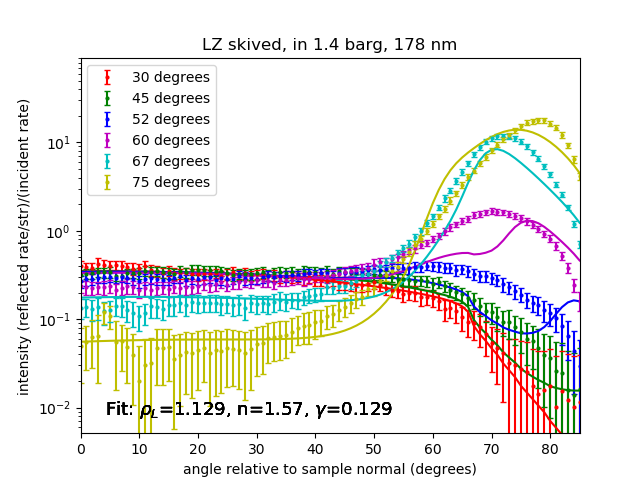 LZ skived, in 1.4 barg, 178 nm
intensity (reflected rate/str)/(incident rate)
10¹
10⁰
10⁻¹
10⁻²
30 degrees
45 degrees
52 degrees
60 degrees
67 degrees
75 degrees
Fit: ρ_L=1.129, n=1.57, γ=0.129
0 10 20 30 40 50 60 70 80
angle relative to sample normal (degrees)